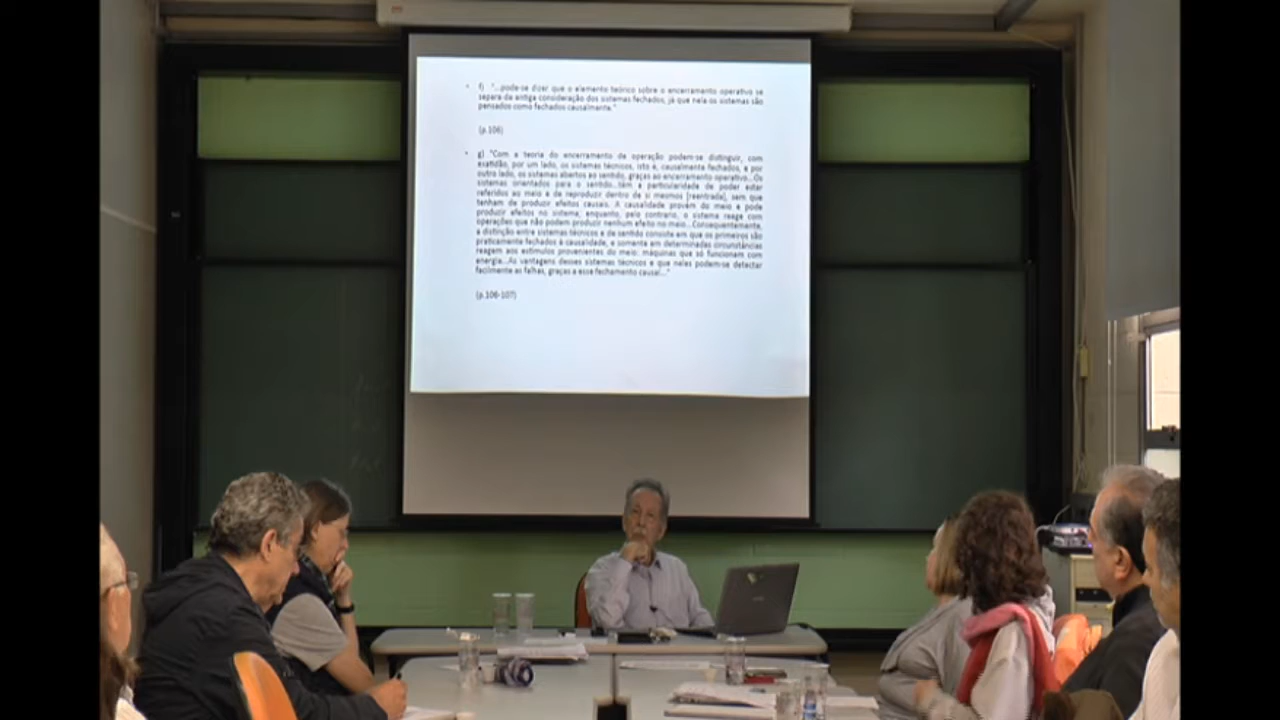 f) "...pode-se dizer que o elemento teórico sobre o encerramento operativo se
separa da antiga consideração dos sistemas fechados, já que nela os sistemas são
pensados como fechados causalmente."
(p.106)
g) "Com a teoria do encerramento de operação podem-se distinguir, com
exatidão, por um lado, os sistemas técnicos, isto é, causalmente fechados, e por
outro lado, os sistemas abertos ao sentido, graças ao encerramento operativo...Os
sistemas orientados para o sentido...têm a particularidade de poder estar
referidos ao meio e de reproduzir dentro de si mesmos [reentrada], sem que
tenham de produzir efeitos causais. A causalidade provém do meio e pode
produzir efeitos no sistema; enquanto, pelo contrário, o sistema reage com
operações que não podem produzir nenhum efeito no meio...Consequentemente,
a distinção entre sistemas técnicos e de sentido consiste em que os primeiros são
praticamente fechados à causalidade, e somente em determinadas circunstâncias
reagem aos estímulos provenientes do meio: máquinas que só funcionam com
energia...As vantagens desses sistemas técnicos e que neles podem-se detectar
facilmente as falhas, graças a esse fechamento causal..."
(p.106-107)